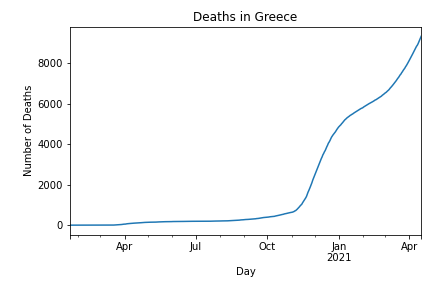 Deaths in Greece
Number of Deaths
8000
6000
4000
2000
0
Apr
Jul
Oct
Jan
2021
Apr
Day